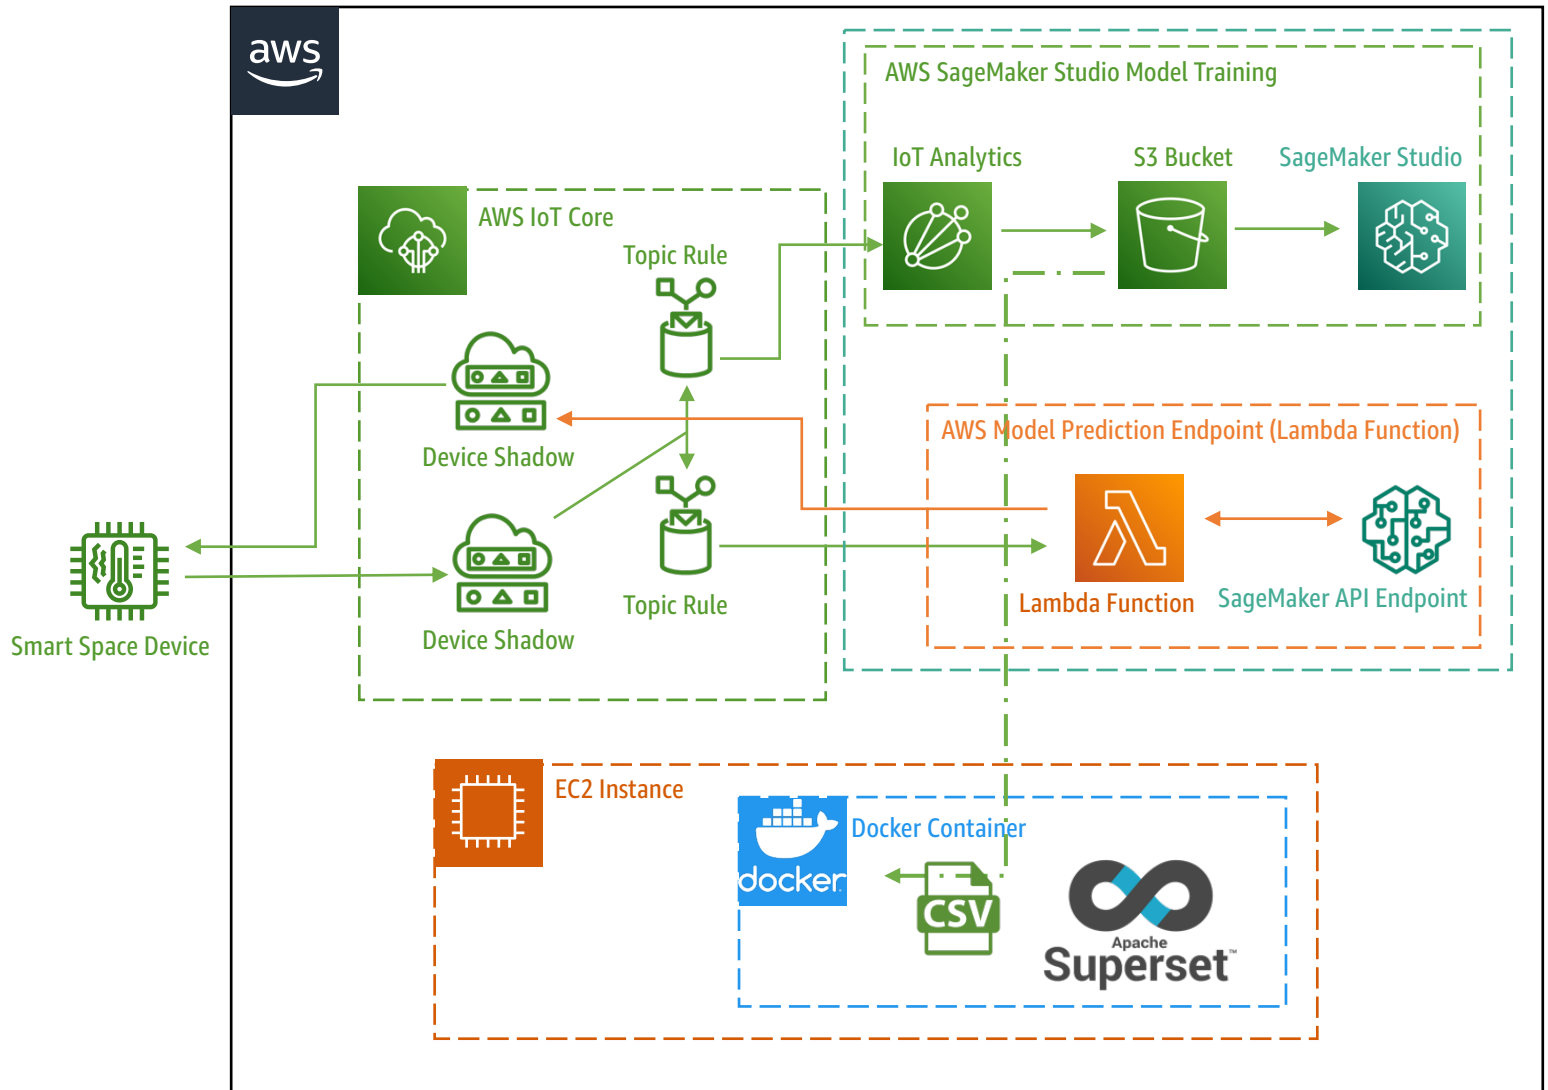 aws
AWS SageMaker Studio Model Training
IoT Analytics
S3 Bucket
SageMaker Studio
AWS IoT Core
Topic Rule
Device Shadow
AWS Model Prediction Endpoint (Lambda Function)
Device Shadow
Topic Rule
Lambda Function
SageMaker API Endpoint
Smart Space Device
EC2 Instance
Docker Container
docker
CSV
Apache
Superset™